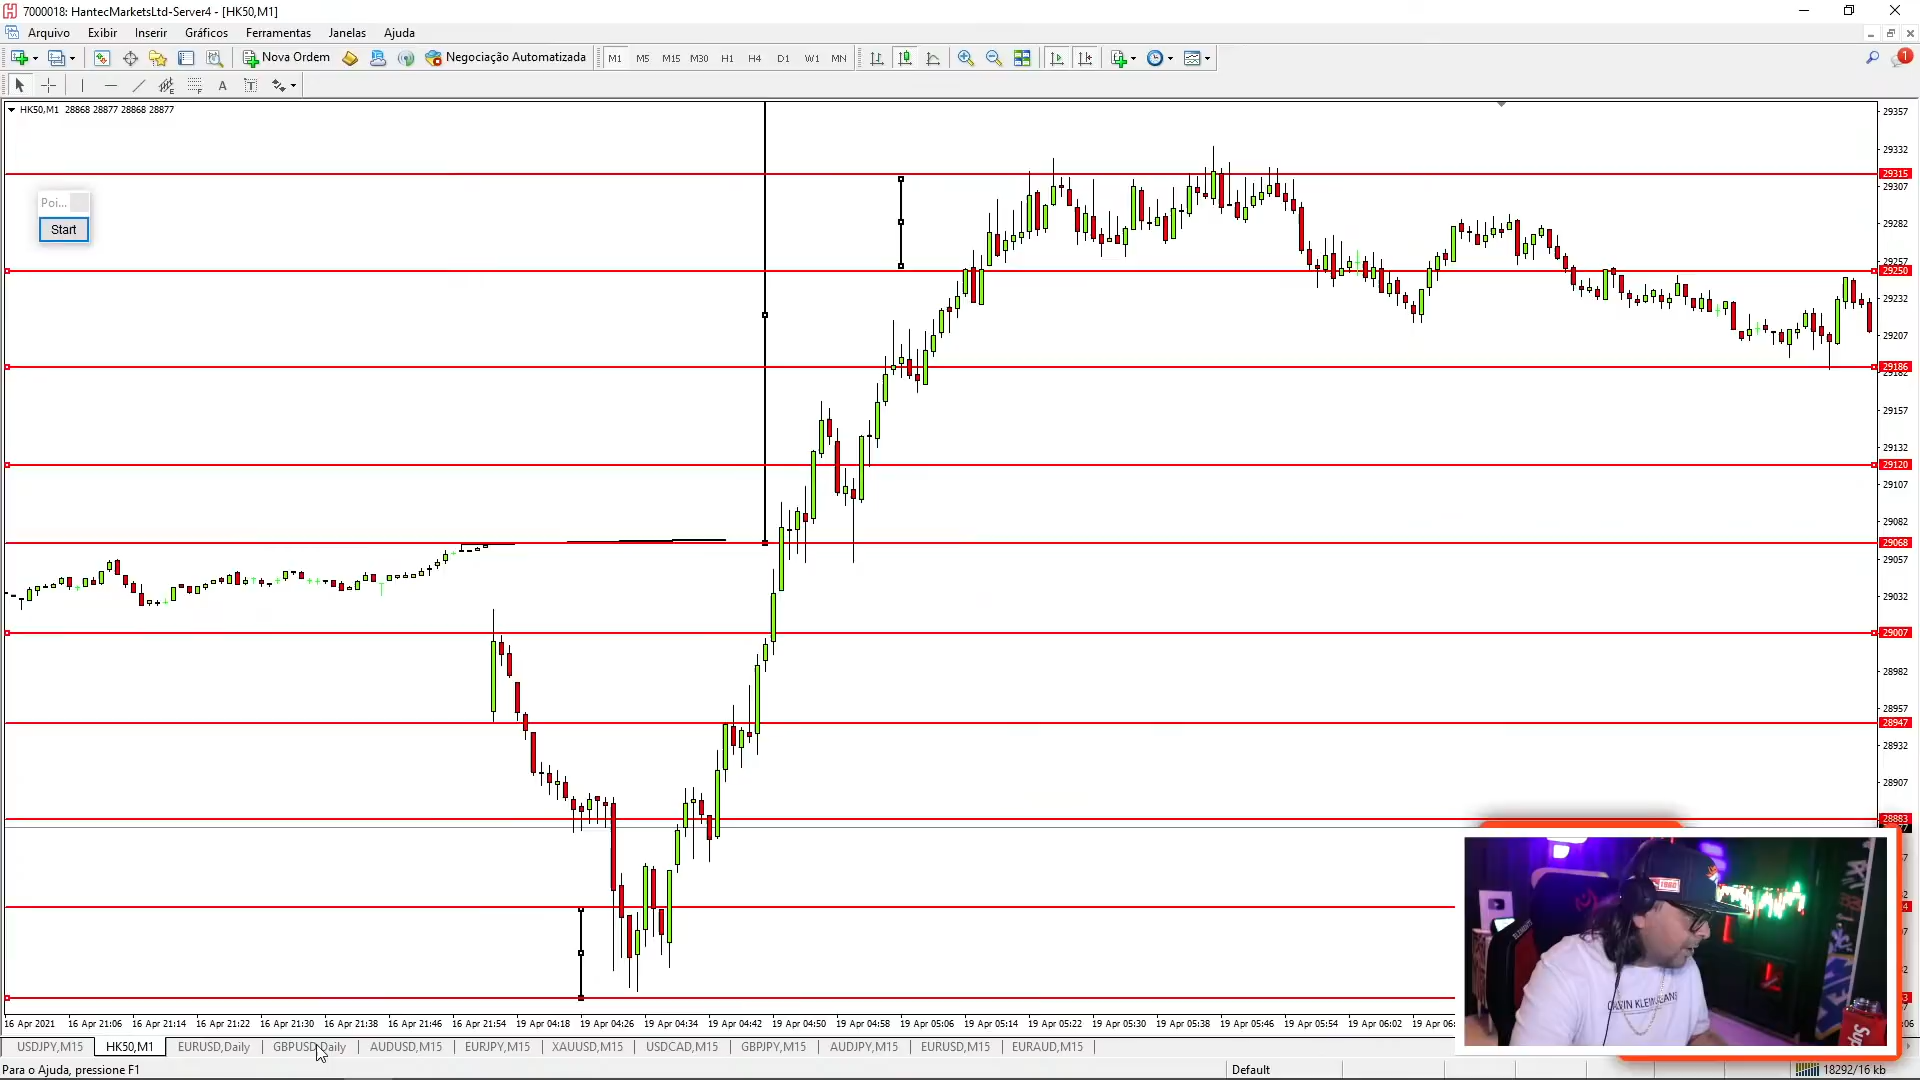 7000018: HantecMarketsLtd-Server4 - [HK50,M1]
Arquivo Exibir Inserir Gráficos Ferramentas Janelas Ajuda
Nova Ordem Negociação Automatizada M1 M5 M15 M30 H1 H4 D1 W1 MN 1
A T
HK50,M1 28868 28877 28868 28877
29357
29332
29315
29307
Poi...
Start
29282
29257
29250
29232
29207
29186
29182
29157
29132
29120
29107
29082
29068
29057
29032
29007
28982
28957
28947
28932
28907
28883
CALVIN KLEIN JEANS
16 Apr 2021 16 Apr 21:06 16 Apr 21:14 16 Apr 21:22 16 Apr 21:30 16 Apr 21:38 16 Apr 21:46 16 Apr 21:54 19 Apr 04:18 19 Apr 04:26 19 Apr 04:34 19 Apr 04:42 19 Apr 04:50 19 Apr 04:58 19 Apr 05:06 19 Apr 05:14 19 Apr 05:22 19 Apr 05:30 19 Apr 05:38 19 Apr 05:46 19 Apr 05:54 19 Apr 06:02
USDJPY,M15 HK50,M1 EURUSD,Daily GBPUSD,Daily AUDUSD,M15 EURJPY,M15 XAUUSD,M15 USDCAD,M15 GBPJPY,M15 AUDJPY,M15 EURUSD,M15 EURAUD,M15
Para o Ajuda, pressione F1 Default 18292/16 kb